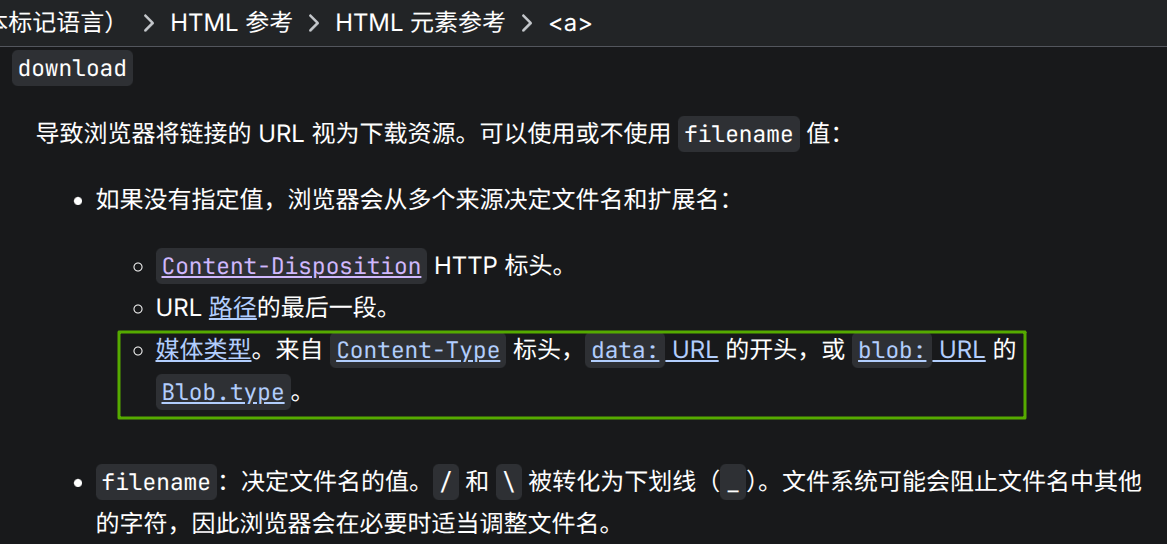 本标记语言） > HTML 参考 > HTML 元素参考 > <a>
download
导致浏览器将链接的 URL 视为下载资源。可以使用或不使用 filename 值：
如果没有指定值，浏览器会从多个来源决定文件名和扩展名：
Content-Disposition HTTP 标头。
URL 路径的最后一段。
媒体类型。来自 Content-Type 标头，data: URL 的开头，或 blob: URL 的
Blob.type。
filename：决定文件名的值。/ 和 \ 被转化为下划线（_）。文件系统可能会阻止文件名中其他
的字符，因此浏览器会在必要时适当调整文件名。